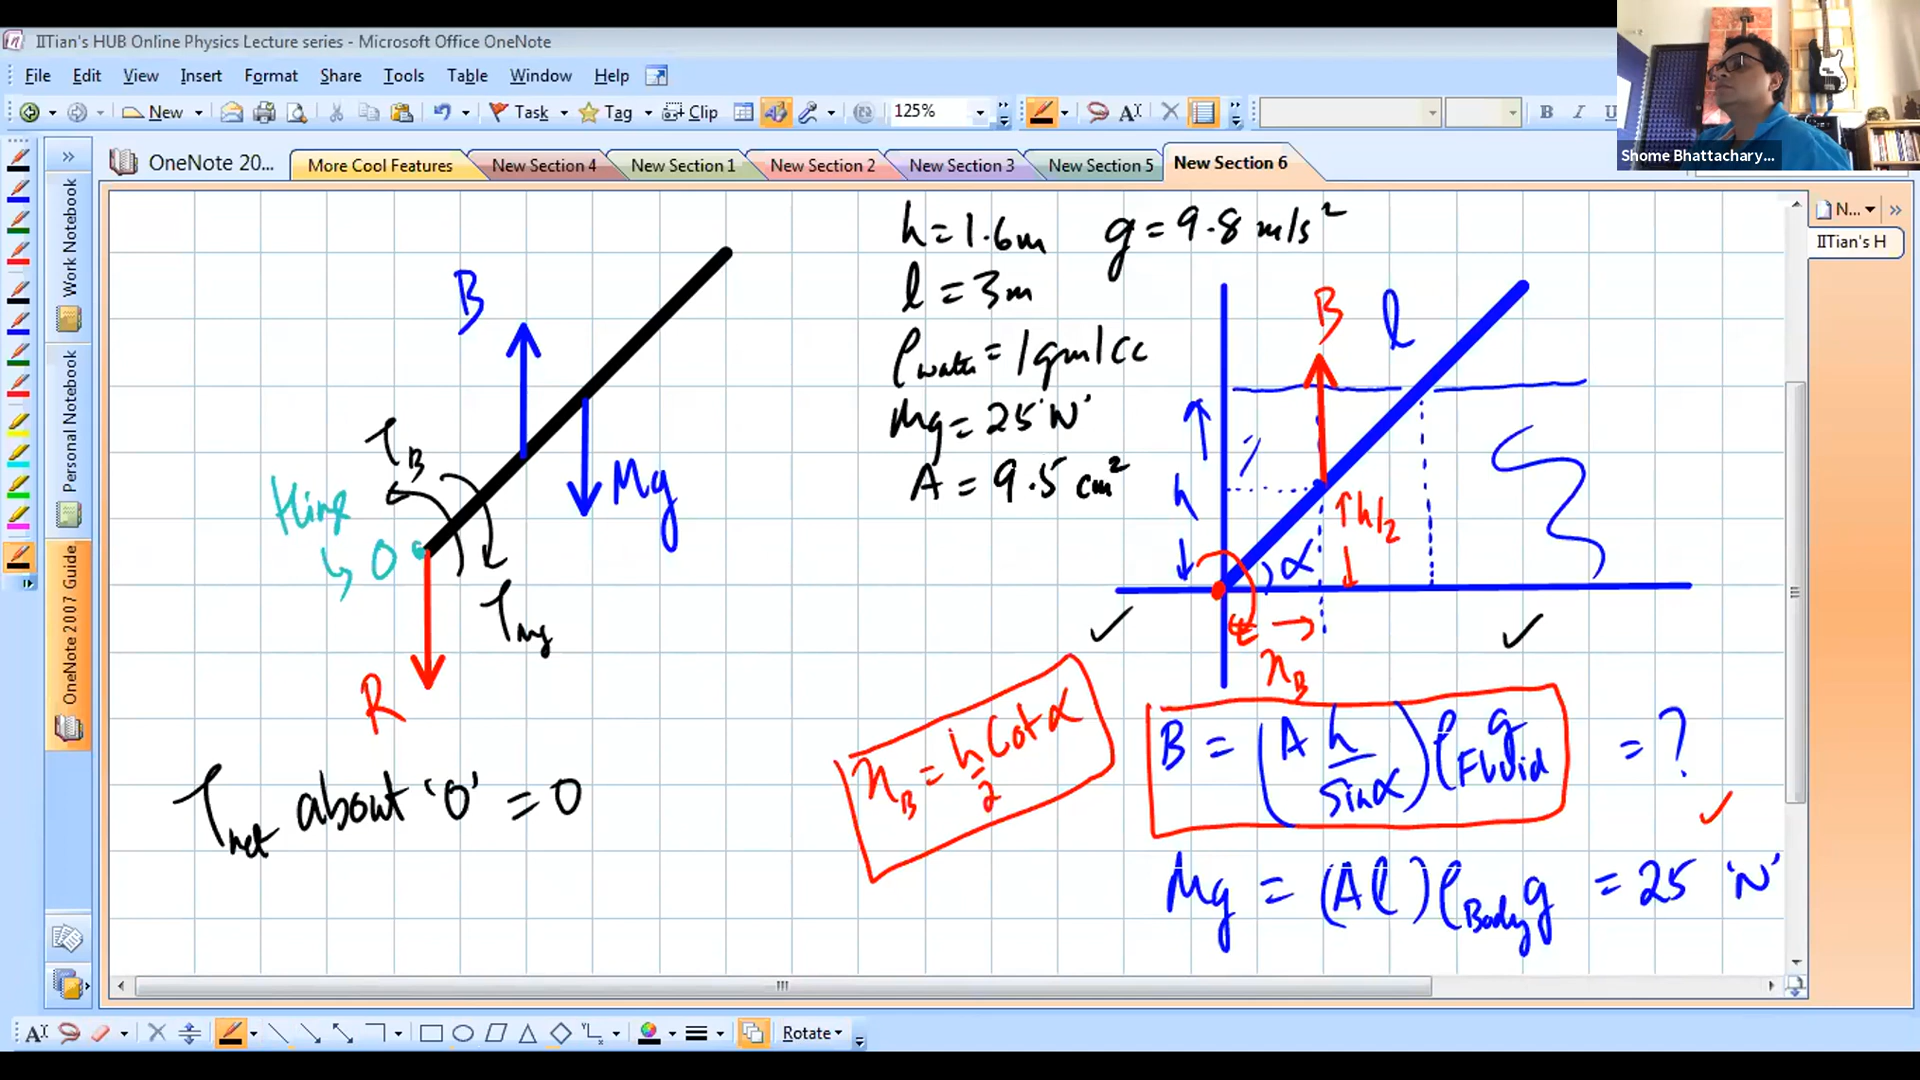 IITian's HUB Online Physics Lecture series - Microsoft Office OneNote
File Edit View Insert Format Share Tools Table Window Help
New Task Tag Clip 125% B I U
Shome Bhattachary...
OneNote 20... More Cool Features New Section 4 New Section 1 New Section 2 New Section 3 New Section 5 New Section 6
N...
IITian's H
Work Notebook
Personal Notebook
OneNote 2007 Guide
h = 1.6m g = 9.8 m/s²
l = 3m
ρwater = 1gm/cc
Mg = 25 'N'
A = 9.5 cm²
B
τB
Mg
Hinge
O
τMg
R
τnet about 'O' = 0
B
l
h
h/2
α
xB
xB = h/2 Cot α
B = (A h/sinα) ρFluid g = ?
Mg = (Al) ρBody g = 25 'N'
Rotate